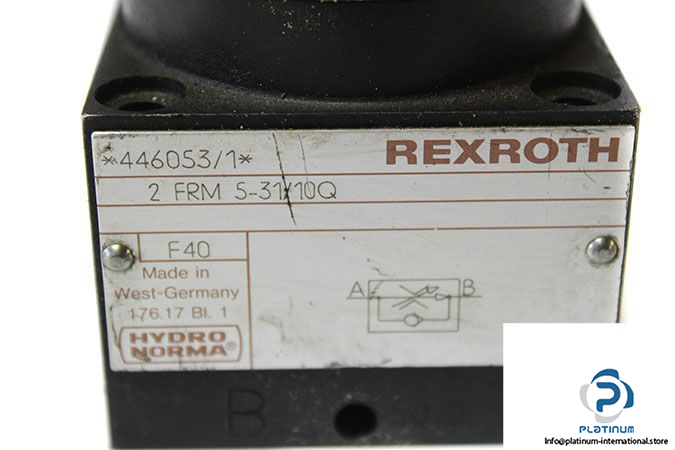 *446053/1*
REXROTH
2 FRM 5-31/10Q
F40
Made in
West-Germany
176.17 Bl. 1
HYDRO
NORMA®
A
B
B
PLATINUM
Info@platinum-international.store